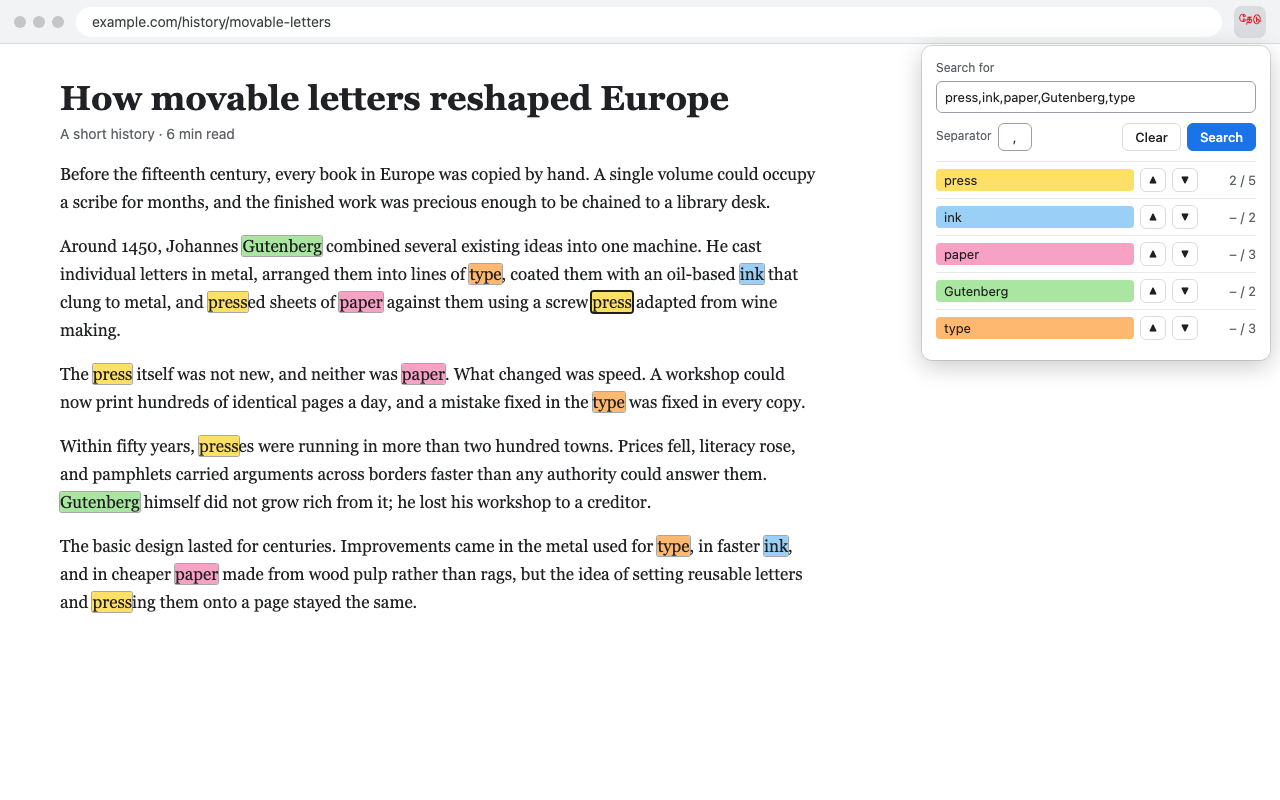 example.com/history/movable-letters
தேடு
How movable letters reshaped Europe
A short history · 6 min read
Before the fifteenth century, every book in Europe was copied by hand. A single volume could occupy
a scribe for months, and the finished work was precious enough to be chained to a library desk.
Around 1450, Johannes Gutenberg combined several existing ideas into one machine. He cast
individual letters in metal, arranged them into lines of type, coated them with an oil-based ink that
clung to metal, and pressed sheets of paper against them using a screw press adapted from wine
making.
The press itself was not new, and neither was paper. What changed was speed. A workshop could
now print hundreds of identical pages a day, and a mistake fixed in the type was fixed in every copy.
Within fifty years, presses were running in more than two hundred towns. Prices fell, literacy rose,
and pamphlets carried arguments across borders faster than any authority could answer them.
Gutenberg himself did not grow rich from it; he lost his workshop to a creditor.
The basic design lasted for centuries. Improvements came in the metal used for type, in faster ink,
and in cheaper paper made from wood pulp rather than rags, but the idea of setting reusable letters
and pressing them onto a page stayed the same.
Search for
press,ink,paper,Gutenberg,type
Separator , Clear Search
press ▲ ▼ 2 / 5
ink ▲ ▼ – / 2
paper ▲ ▼ – / 3
Gutenberg ▲ ▼ – / 2
type ▲ ▼ – / 3